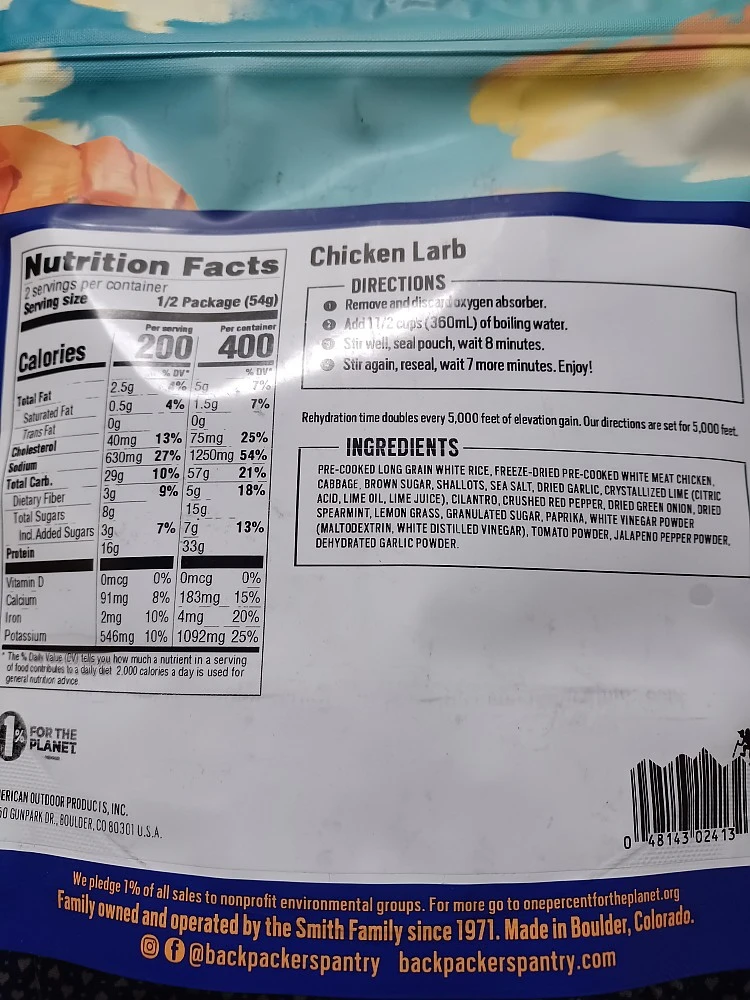 Nutrition Facts
2 servings per container
Serving size 1/2 Package (54g)
Per serving Per container
Calories 200 400
% DV* % DV*
Total Fat 2.5g 4% 5g 7%
Saturated Fat 0.5g 4% 1.5g 7%
Trans Fat 0g 0g
Cholesterol 40mg 13% 75mg 25%
Sodium 630mg 27% 1250mg 54%
Total Carb. 29g 10% 57g 21%
Dietary Fiber 3g 9% 5g 18%
Total Sugars 8g 15g
Incl. Added Sugars 3g 7% 7g 13%
Protein 16g 33g
Vitamin D 0mcg 0% 0mcg 0%
Calcium 91mg 8% 183mg 15%
Iron 2mg 10% 4mg 20%
Potassium 546mg 10% 1092mg 25%
* The % Daily Value (DV) tells you how much a nutrient in a serving
of food contributes to a daily diet 2,000 calories a day is used for
general nutrition advice
Chicken Larb
DIRECTIONS
1 Remove and discard oxygen absorber.
2 Add 1 1/2 cups (360mL) of boiling water.
3 Stir well, seal pouch, wait 8 minutes.
Stir again, reseal, wait 7 more minutes. Enjoy!
Rehydration time doubles every 5,000 feet of elevation gain. Our directions are set for 5,000 feet.
INGREDIENTS
PRE-COOKED LONG GRAIN WHITE RICE, FREEZE-DRIED PRE-COOKED WHITE MEAT CHICKEN,
CABBAGE, BROWN SUGAR, SHALLOTS, SEA SALT, DRIED GARLIC, CRYSTALLIZED LIME (CITRIC
ACID, LIME OIL, LIME JUICE), CILANTRO, CRUSHED RED PEPPER, DRIED GREEN ONION, DRIED
SPEARMINT, LEMON GRASS, GRANULATED SUGAR, PAPRIKA, WHITE VINEGAR POWDER
(MALTODEXTRIN, WHITE DISTILLED VINEGAR), TOMATO POWDER, JALAPENO PEPPER POWDER,
DEHYDRATED GARLIC POWDER.
1% FOR THE
PLANET
ERICAN OUTDOOR PRODUCTS, INC.
50 GUNPARK DR., BOULDER, CO 80301 U.S.A.
0 48143 02413
We pledge 1% of all sales to nonprofit environmental groups. For more go to onepercentfortheplanet.org
Family owned and operated by the Smith Family since 1971. Made in Boulder, Colorado.
@backpackerspantry backpackerspantry.com